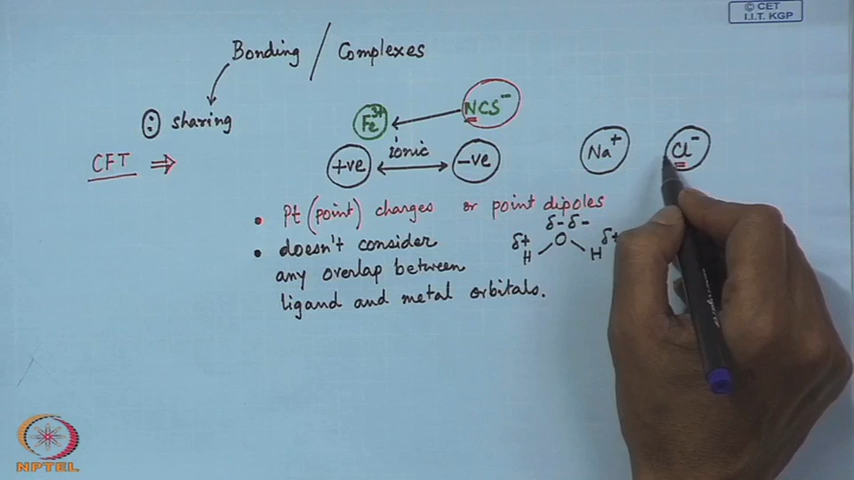 © CET
I.I.T. KGP
Bonding / Complexes
: sharing
Fe3+ NCS-
CFT ⇒
+ve ionic -ve
Na+ Cl-
• Pt (point) charges or point dipoles
• doesn't consider
any overlap between
ligand and metal orbitals.
δ- δ-
δ+ O δ+
H H
NPTEL